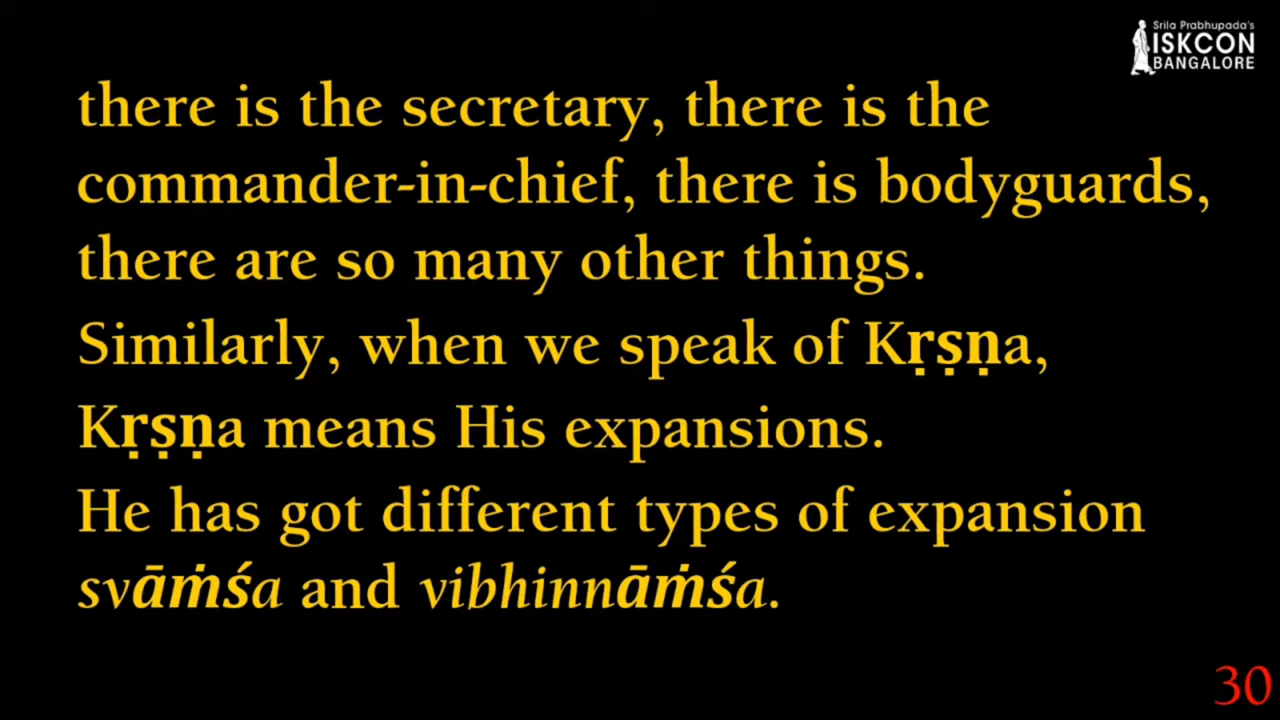 Srila Prabhupada's
ISKCON
BANGALORE
there is the secretary, there is the
commander-in-chief, there is bodyguards,
there are so many other things.
Similarly, when we speak of Kṛṣṇa,
Kṛṣṇa means His expansions.
He has got different types of expansion
svāṁśa and vibhinnāṁśa.
30